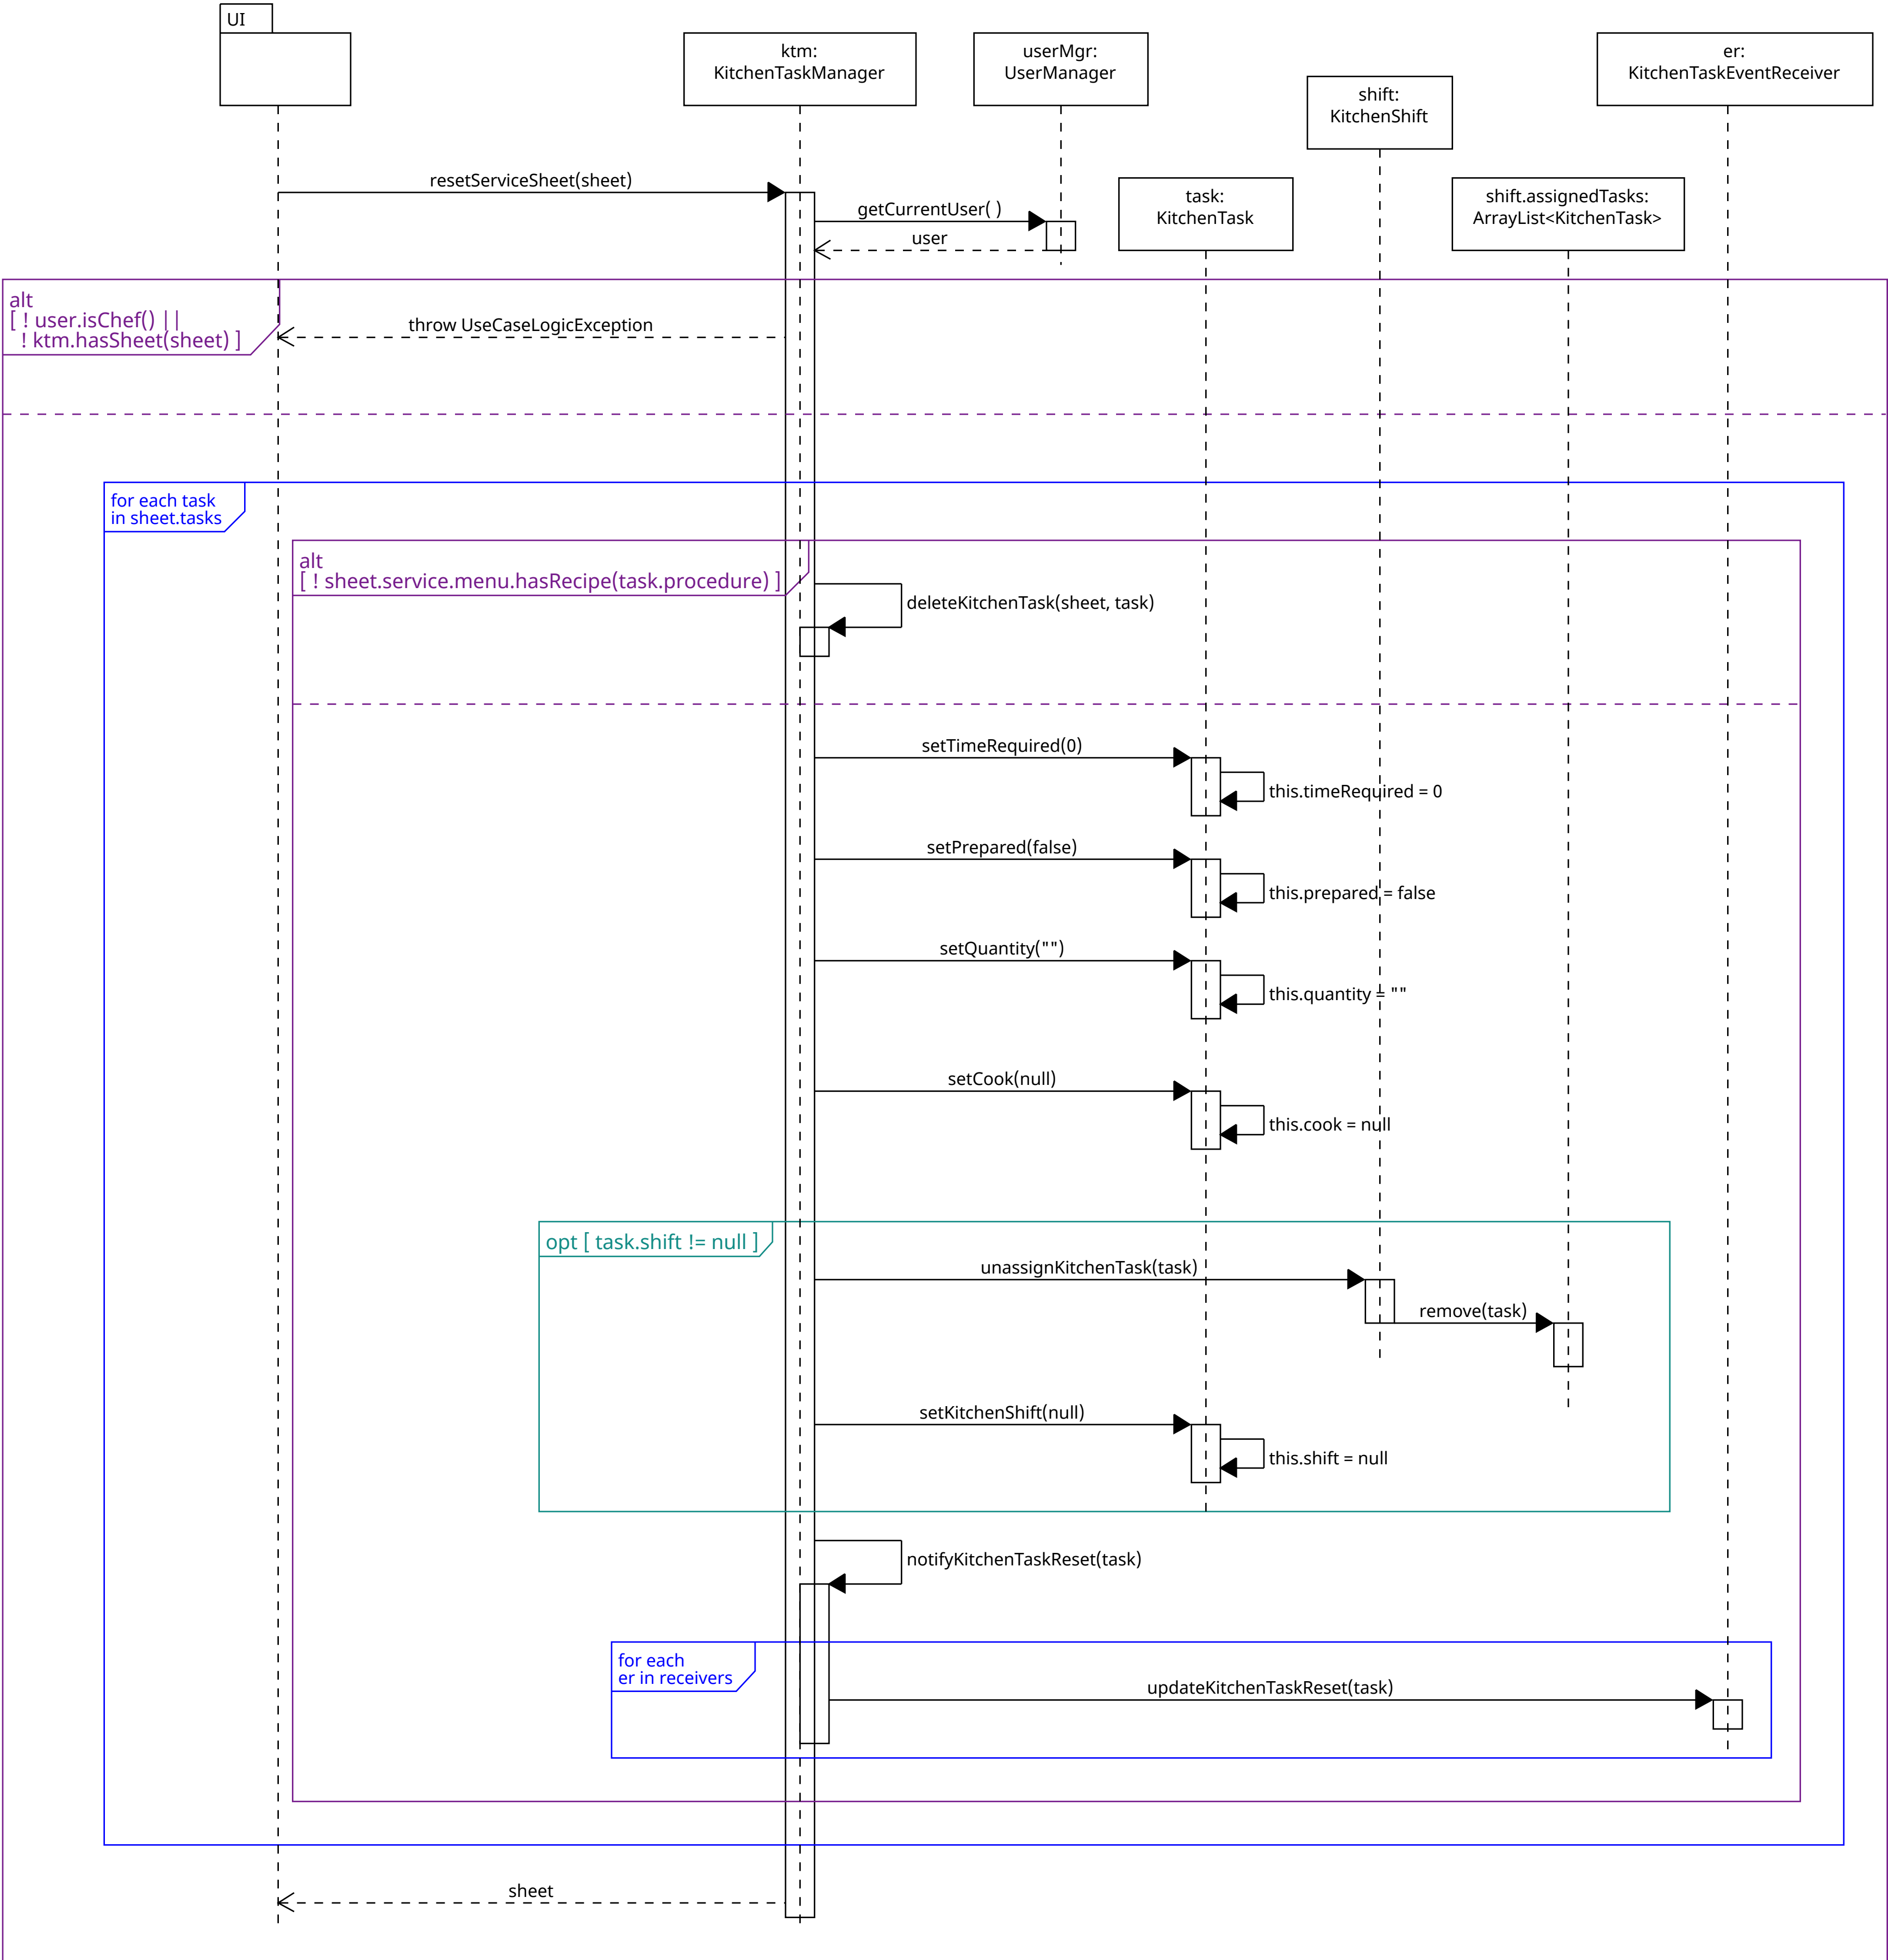 UI
ktm:
KitchenTaskManager
userMgr:
UserManager
er:
KitchenTaskEventReceiver
shift:
KitchenShift
resetServiceSheet(sheet)
task:
KitchenTask
shift.assignedTasks:
ArrayList<KitchenTask>
getCurrentUser( )
user
alt
[ ! user.isChef() ||
! ktm.hasSheet(sheet) ]
throw UseCaseLogicException
for each task
in sheet.tasks
alt
[ ! sheet.service.menu.hasRecipe(task.procedure) ]
deleteKitchenTask(sheet, task)
setTimeRequired(0)
this.timeRequired = 0
setPrepared(false)
this.prepared = false
setQuantity("")
this.quantity = ""
setCook(null)
this.cook = null
opt [ task.shift != null ]
unassignKitchenTask(task)
remove(task)
setKitchenShift(null)
this.shift = null
notifyKitchenTaskReset(task)
for each
er in receivers
updateKitchenTaskReset(task)
sheet